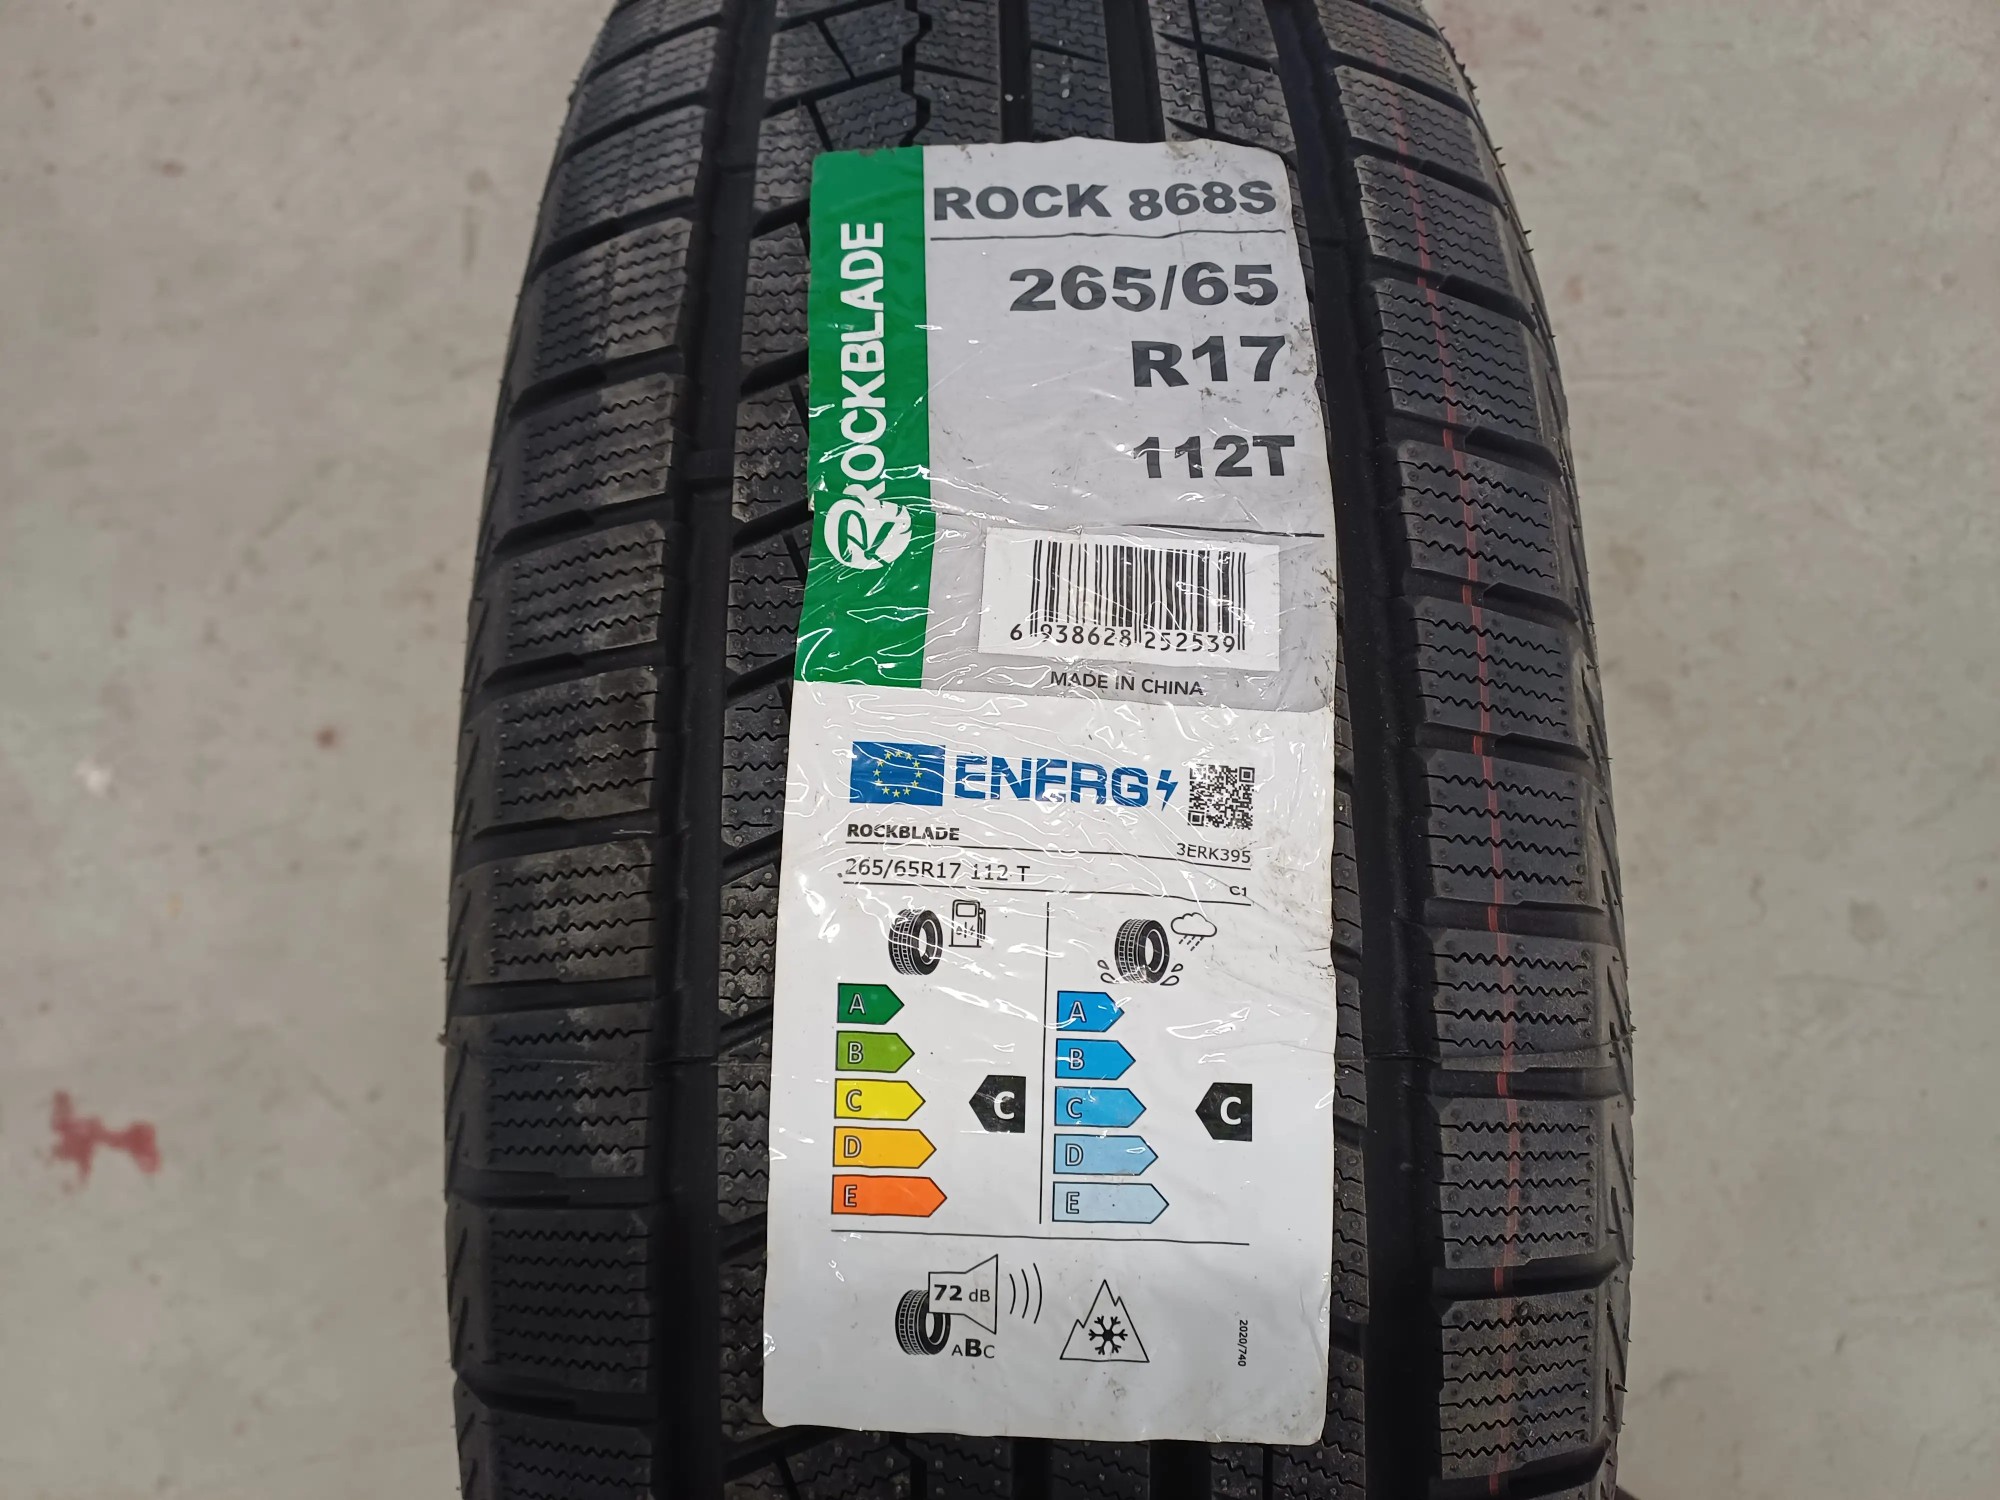 ROCKBLADE
ROCK 868S
265/65
R17
112T
6 938628 252539
MADE IN CHINA
ENERG
ROCKBLADE
3ERK395
265/65R17 112 T
C1
A
B
C
D
E
C
A
B
C
D
E
C
72 dB
ABC
2020/740